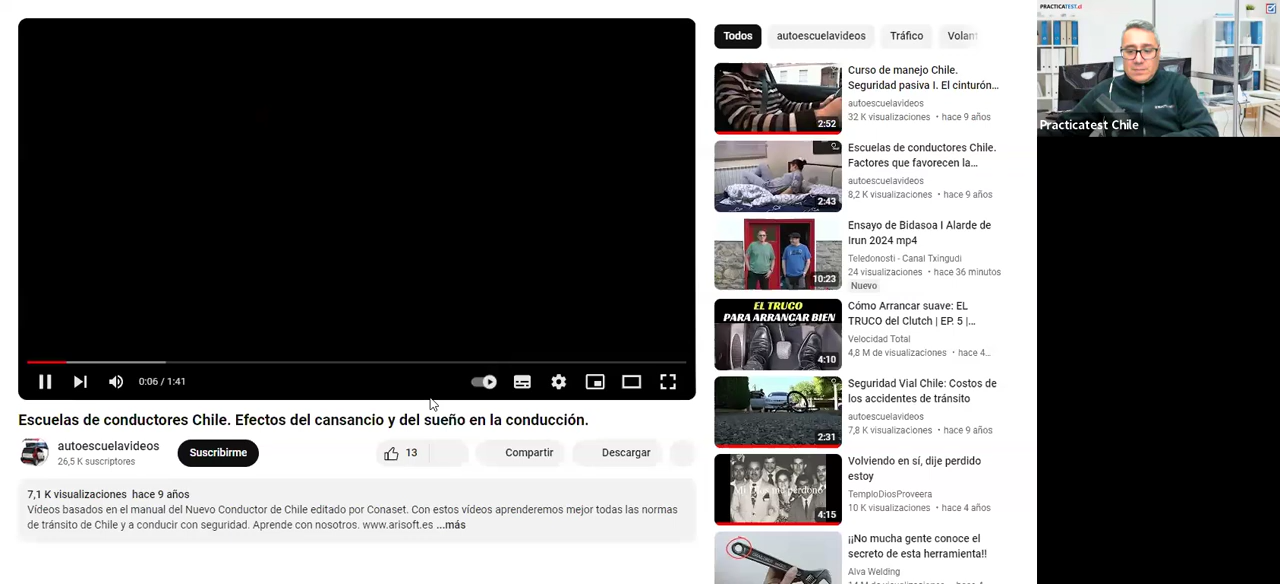 0:06 / 1:41
Escuelas de conductores Chile. Efectos del cansancio y del sueño en la conducción.
autoescuelavideos
26,5 K suscriptores
Suscribirme
13
Compartir
Descargar
7,1 K visualizaciones hace 9 años
Vídeos basados en el manual del Nuevo Conductor de Chile editado por Conaset. Con estos vídeos aprenderemos mejor todas las normas
de tránsito de Chile y a conducir con seguridad. Aprende con nosotros. www.arisoft.es ...más
Todos
autoescuelavideos
Tráfico
Volant
2:52
Curso de manejo Chile.
Seguridad pasiva I. El cinturón...
autoescuelavideos
32 K visualizaciones • hace 9 años
2:43
Escuelas de conductores Chile.
Factores que favorecen la...
autoescuelavideos
8,2 K visualizaciones • hace 9 años
10:23
Ensayo de Bidasoa I Alarde de
Irun 2024 mp4
Teledonosti - Canal Txingudi
24 visualizaciones • hace 36 minutos
Nuevo
EL TRUCO
PARA ARRANCAR BIEN
4:10
Cómo Arrancar suave: EL
TRUCO del Clutch | EP. 5 |...
Velocidad Total
4,8 M de visualizaciones • hace 4...
2:31
Seguridad Vial Chile: Costos de
los accidentes de tránsito
autoescuelavideos
7,8 K visualizaciones • hace 9 años
4:15
Volviendo en sí, dije perdido
estoy
TemploDiosProveera
10 K visualizaciones • hace 4 años
¡¡No mucha gente conoce el
secreto de esta herramienta!!
Alva Welding
PRACTICATEST.cl
Practicatest Chile